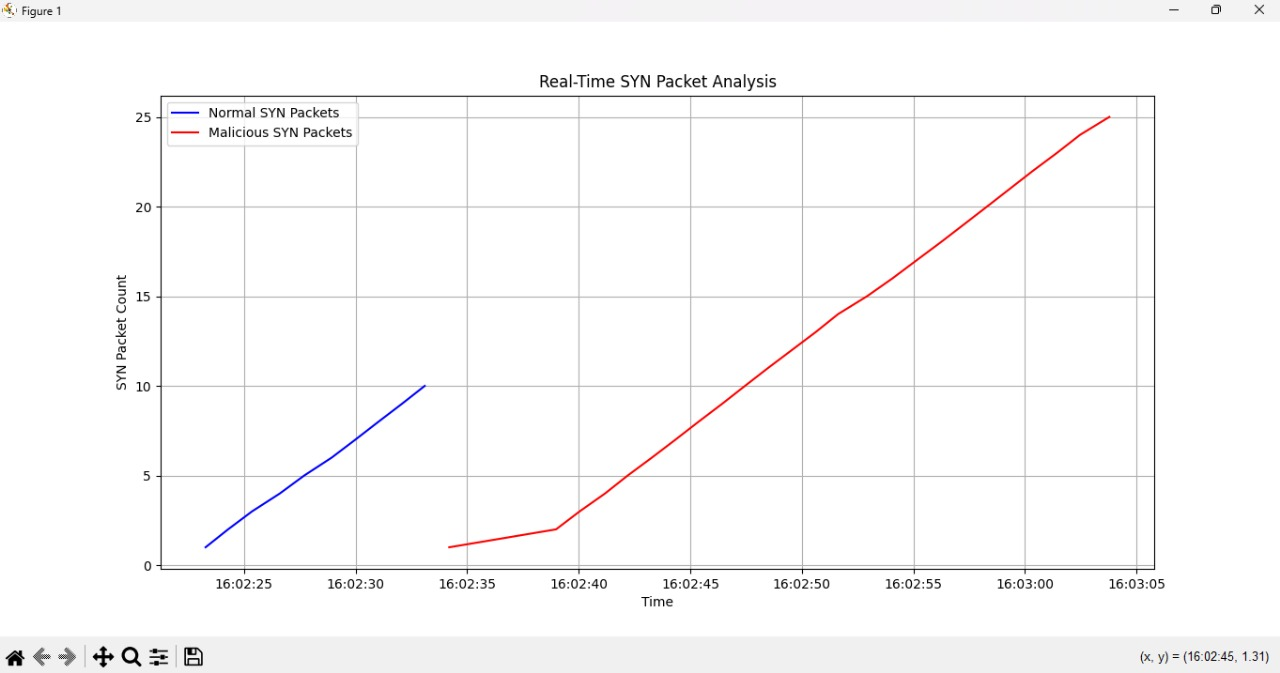 Figure 1
Real-Time SYN Packet Analysis
Normal SYN Packets
Malicious SYN Packets
25
20
15
10
5
0
SYN Packet Count
16:02:25 16:02:30 16:02:35 16:02:40 16:02:45 16:02:50 16:02:55 16:03:00 16:03:05
Time
(x, y) = (16:02:45, 1.31)